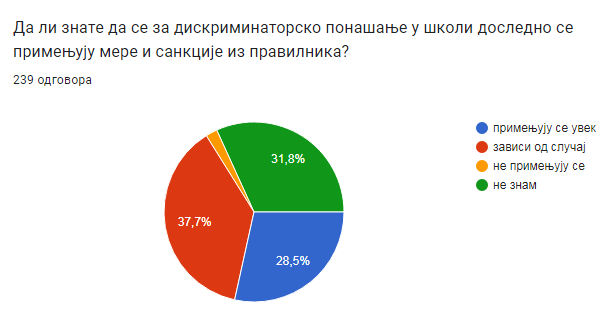 Да ли знате да се за дискриминаторско понашање у школи доследно се
примењују мере и санкције из правилника?
239 одговора
примењују се увек
зависи од случај
не примењују се
не знам
31,8%
37,7%
28,5%